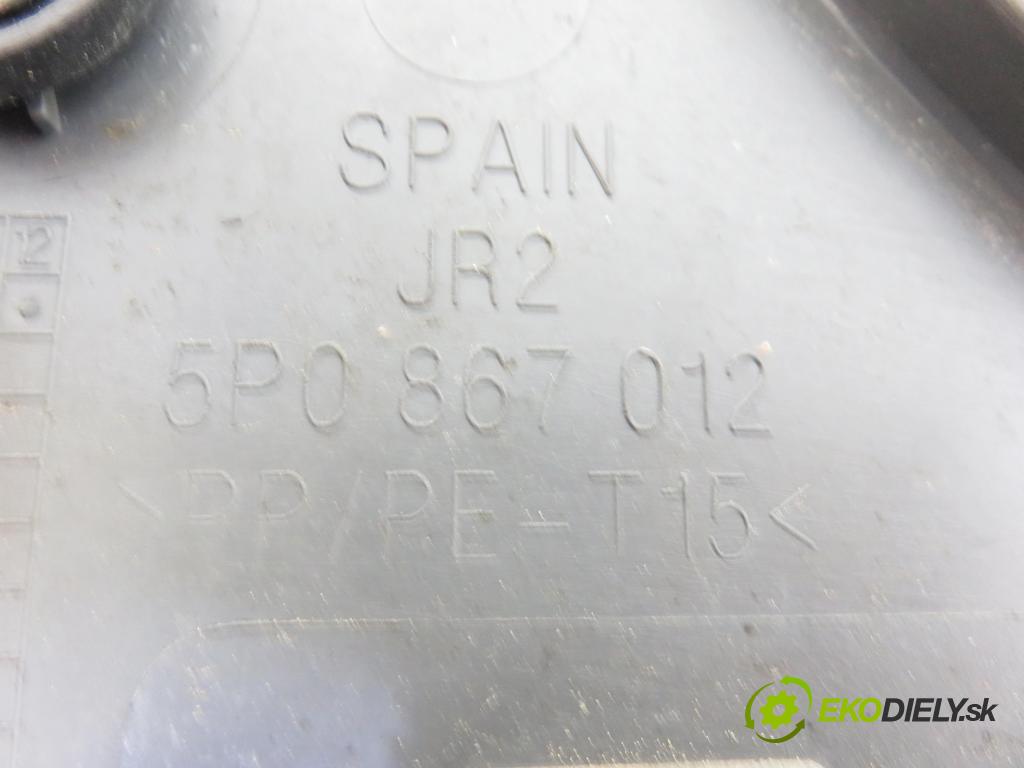 SPAIN
12
JR2
5P0 867 012
>PP/PE-T15<
EKODIELY.sk